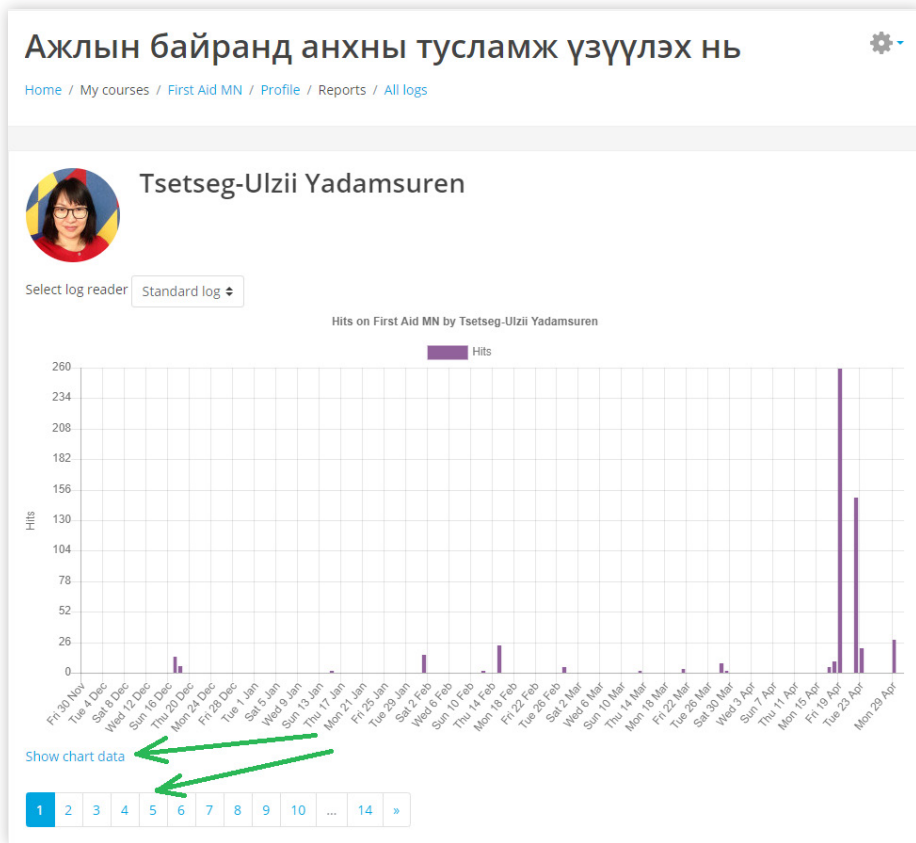 Ажлын байранд анхны тусламж үзүүлэх нь
Home / My courses / First Aid MN / Profile / Reports / All logs
Tsetseg-Ulzii Yadamsuren
Select log reader Standard log
Hits on First Aid MN by Tsetseg-Ulzii Yadamsuren
Hits
260
234
208
182
156
130
104
78
52
26
0
Hits
Fri 30 Nov
Tue 4 Dec
Sat 8 Dec
Wed 12 Dec
Sun 16 Dec
Thu 20 Dec
Mon 24 Dec
Fri 28 Dec
Tue 1 Jan
Sat 5 Jan
Wed 9 Jan
Sun 13 Jan
Thu 17 Jan
Mon 21 Jan
Fri 25 Jan
Tue 29 Jan
Sat 2 Feb
Wed 6 Feb
Sun 10 Feb
Thu 14 Feb
Mon 18 Feb
Fri 22 Feb
Tue 26 Feb
Sat 2 Mar
Wed 6 Mar
Sun 10 Mar
Thu 14 Mar
Mon 18 Mar
Fri 22 Mar
Tue 26 Mar
Sat 30 Mar
Wed 3 Apr
Sun 7 Apr
Thu 11 Apr
Mon 15 Apr
Fri 19 Apr
Tue 23 Apr
Mon 29 Apr
Show chart data
1 2 3 4 5 6 7 8 9 10 ... 14 »